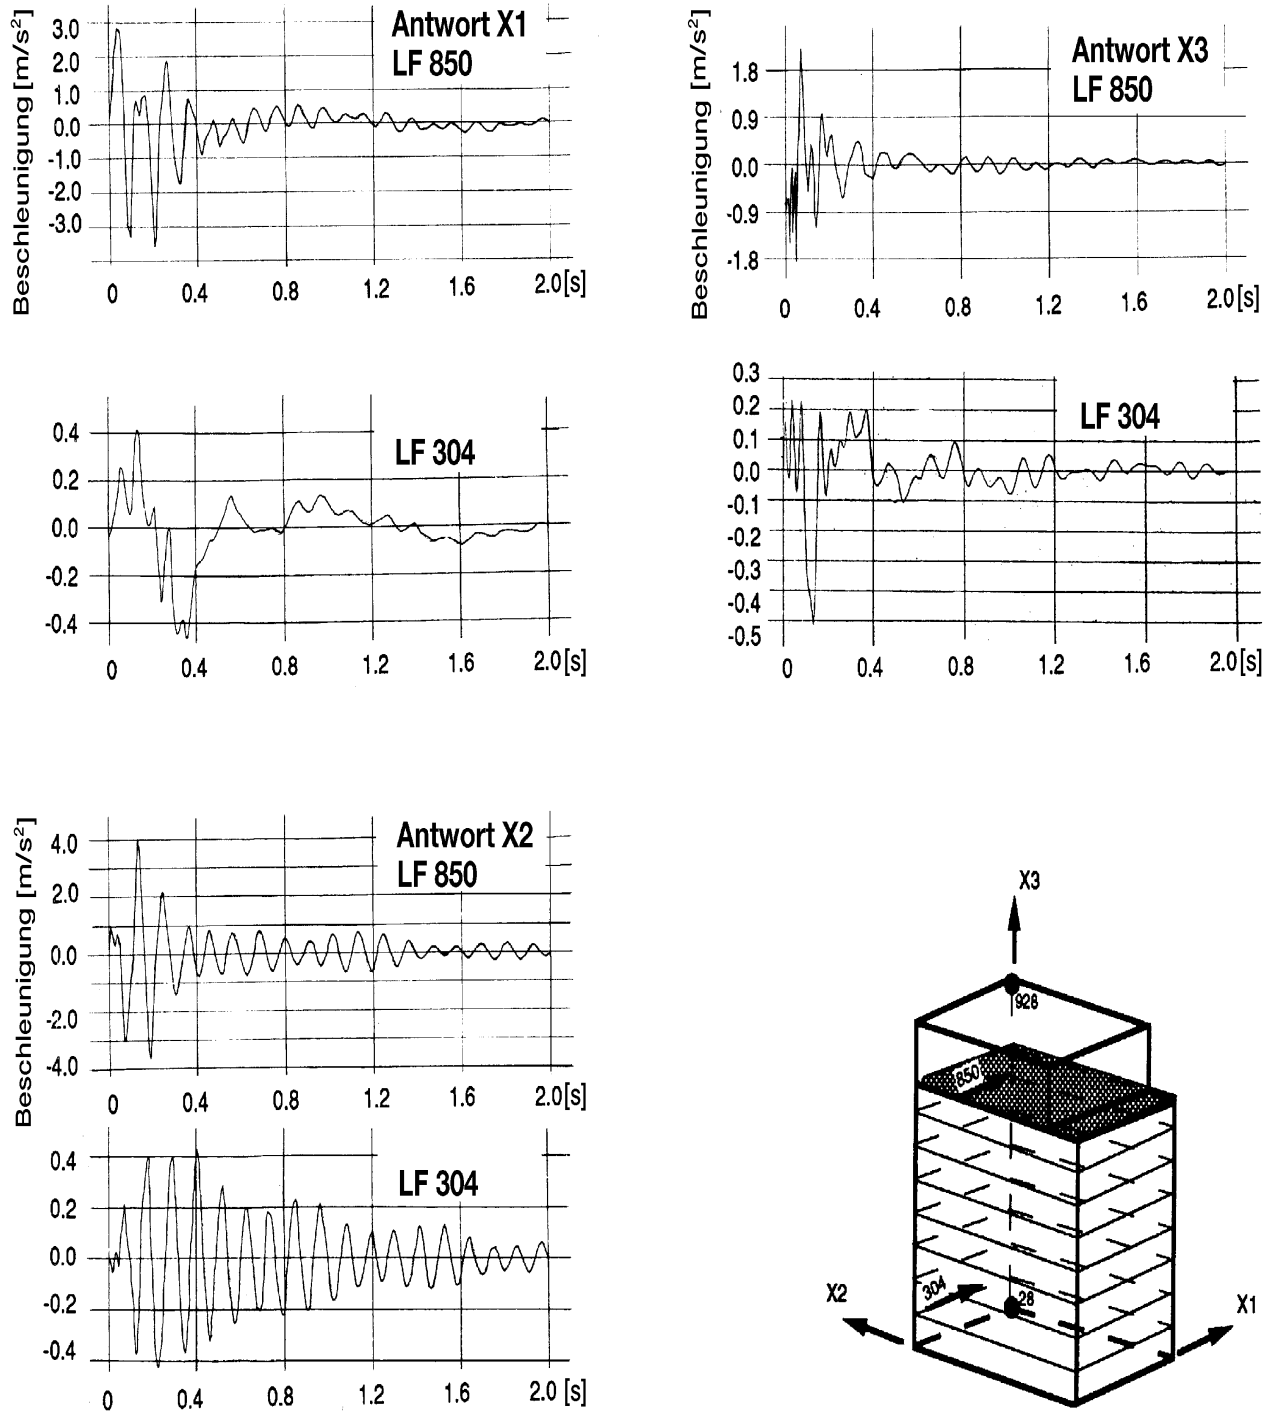 Beschleunigung [m/s²]
Antwort X1
LF 850
3.0
2.0
1.0
0.0
-1.0
-2.0
-3.0
0 0.4 0.8 1.2 1.6 2.0 [s]
LF 304
0.4
0.2
0.0
-0.2
-0.4
0 0.4 0.8 1.2 1.6 2.0 [s]
Beschleunigung [m/s²]
Antwort X3
LF 850
1.8
0.9
0.0
-0.9
-1.8
0 0.4 0.8 1.2 1.6 2.0 [s]
LF 304
0.3
0.2
0.1
0.0
-0.1
-0.2
-0.3
-0.4
-0.5
0 0.4 0.8 1.2 1.6 2.0 [s]
Beschleunigung [m/s²]
Antwort X2
LF 850
4.0
2.0
0.0
-2.0
-4.0
0 0.4 0.8 1.2 1.6 2.0 [s]
LF 304
0.4
0.2
0.0
-0.2
-0.4
0 0.4 0.8 1.2 1.6 2.0 [s]
X3
928
850
304
28
X2
X1